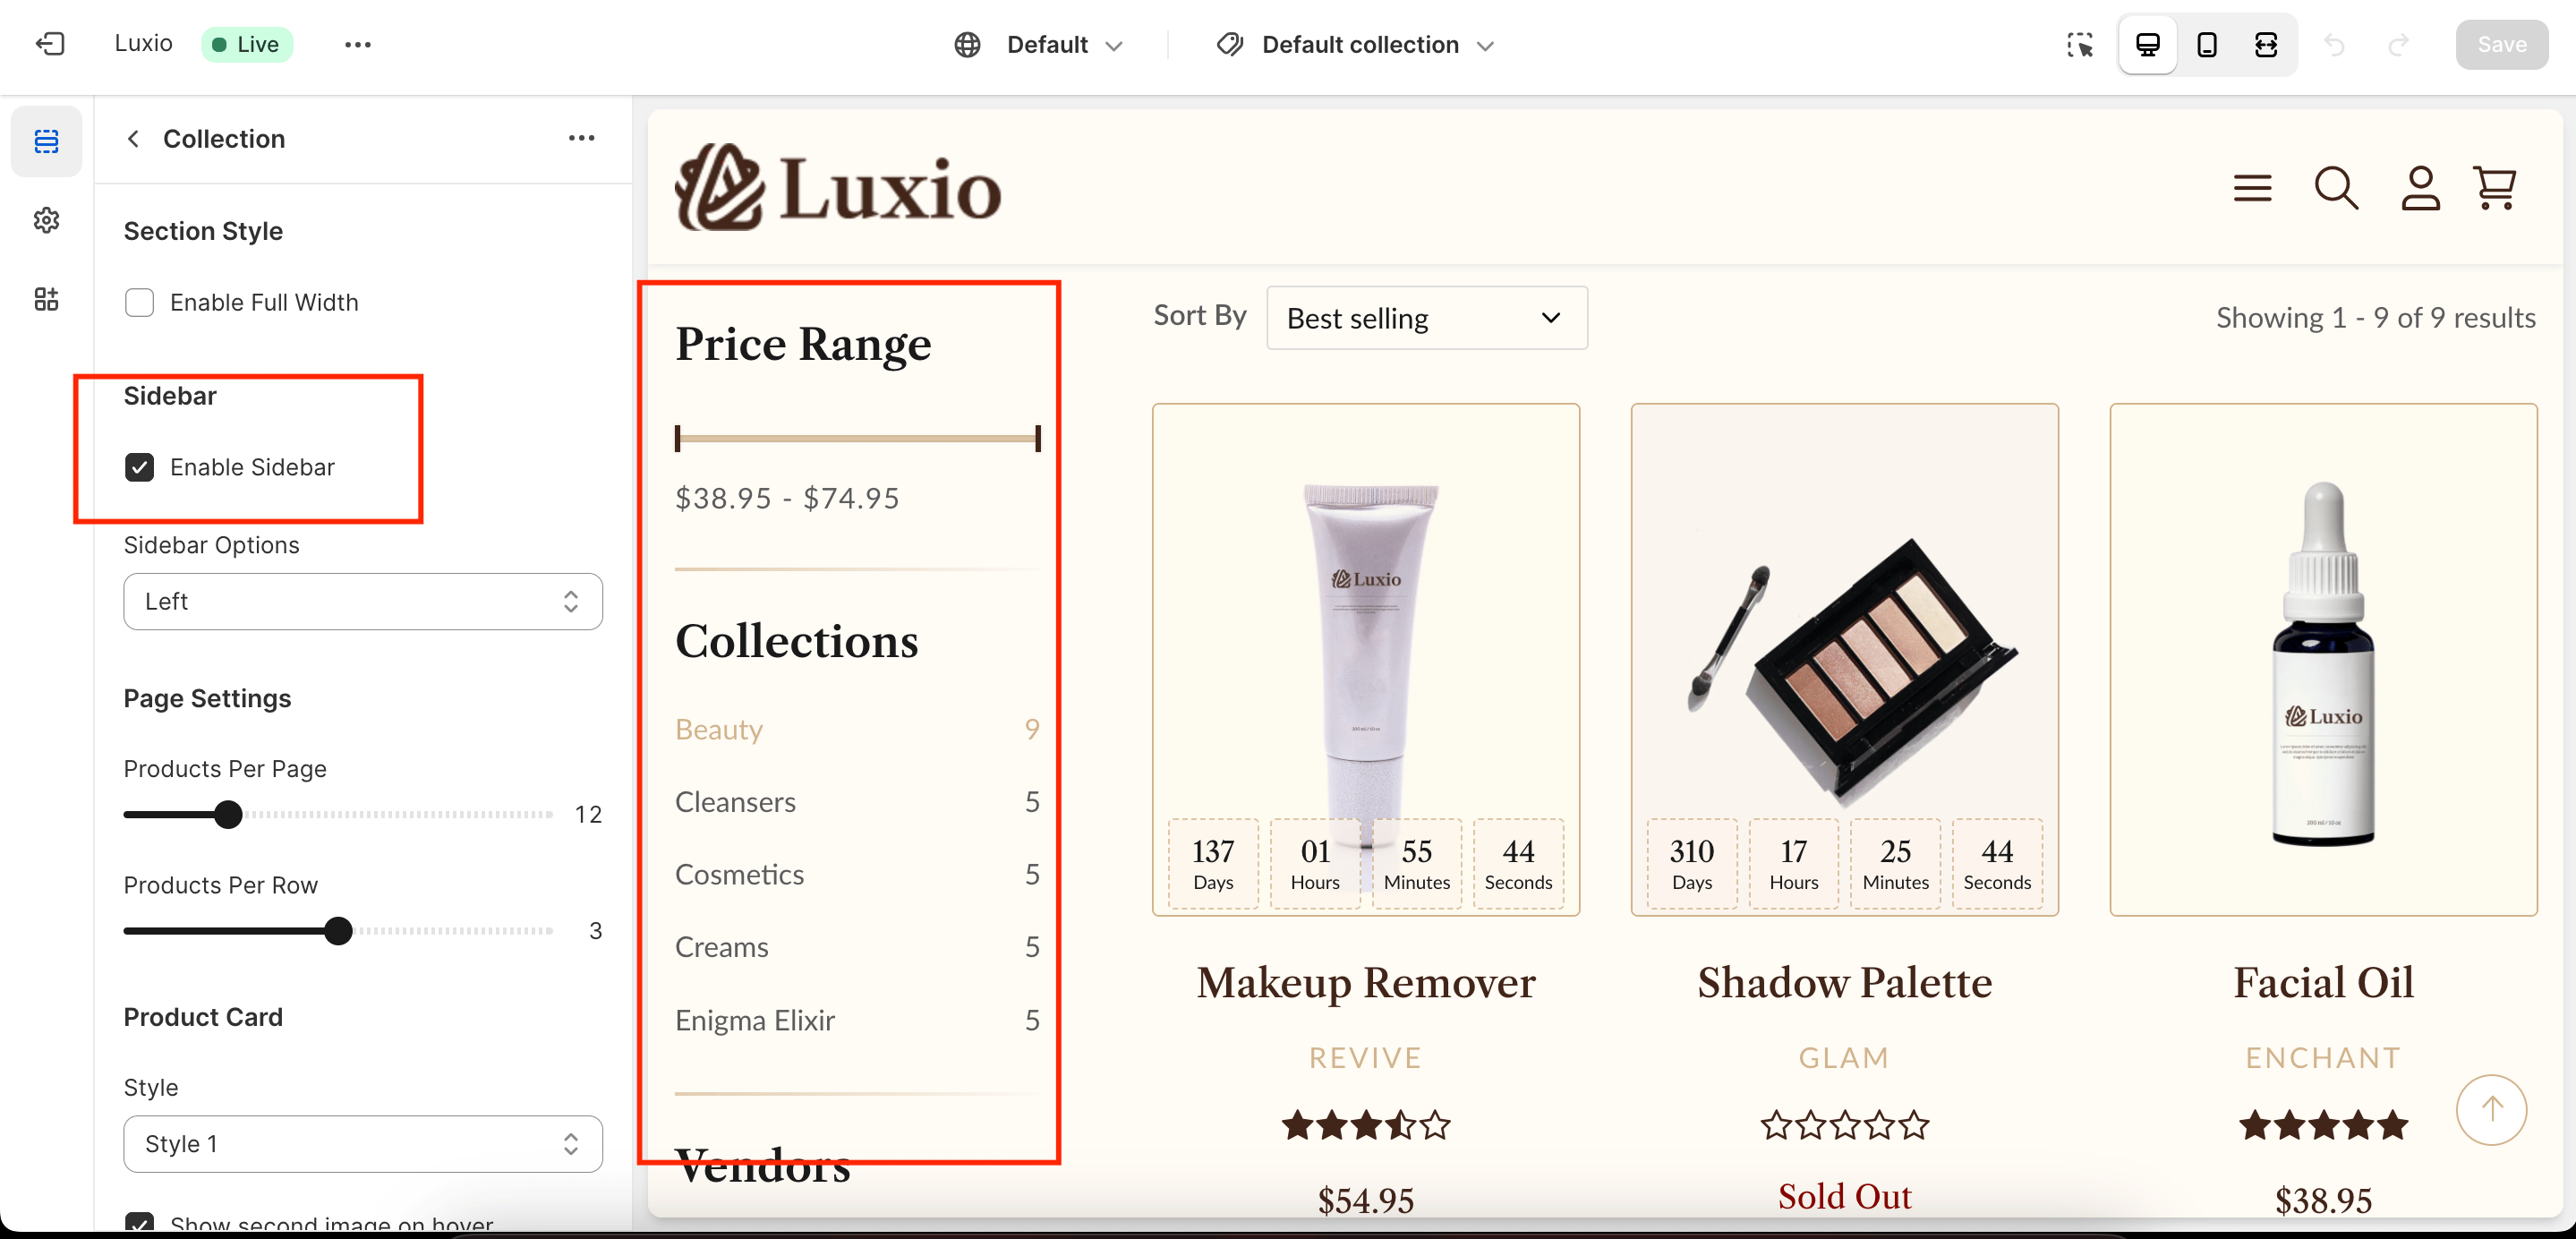 Luxio
Live
Default
Default collection
Save
Collection
Section Style
Enable Full Width
Sidebar
Enable Sidebar
Sidebar Options
Left
Page Settings
Products Per Page
12
Products Per Row
3
Product Card
Style
Style 1
Show second image on hover
Luxio
Price Range
$38.95 - $74.95
Collections
Beauty 9
Cleansers 5
Cosmetics 5
Creams 5
Enigma Elixir 5
Vendors
Sort By Best selling
Showing 1 - 9 of 9 results
Luxio
137 Days 01 Hours 55 Minutes 44 Seconds
Makeup Remover
REVIVE
$54.95
310 Days 17 Hours 25 Minutes 44 Seconds
Shadow Palette
GLAM
Sold Out
Luxio
Facial Oil
ENCHANT
$38.95